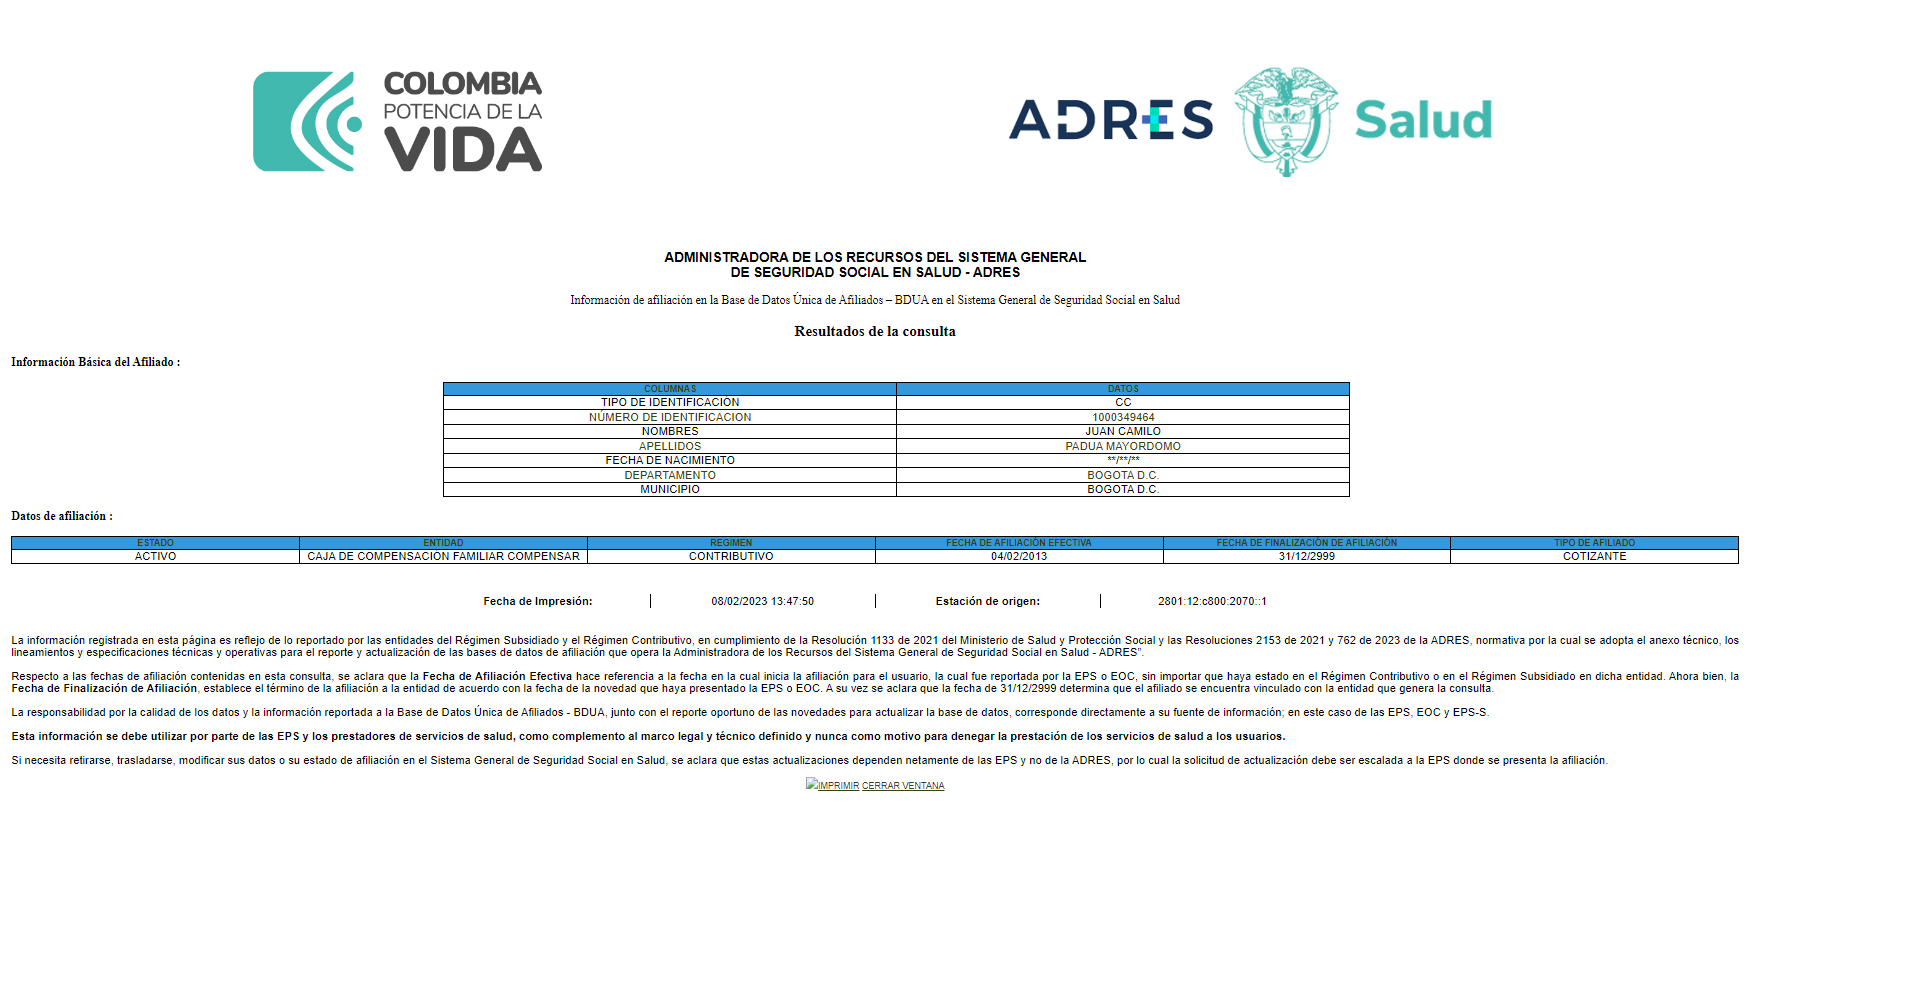 COLOMBIA
POTENCIA DE LA
VIDA
ADRES
Salud
ADMINISTRADORA DE LOS RECURSOS DEL SISTEMA GENERAL
DE SEGURIDAD SOCIAL EN SALUD - ADRES
Información de afiliación en la Base de Datos Única de Afiliados – BDUA en el Sistema General de Seguridad Social en Salud
Resultados de la consulta
Información Básica del Afiliado :
COLUMNAS DATOS
TIPO DE IDENTIFICACIÓN CC
NÚMERO DE IDENTIFICACION 1000349464
NOMBRES JUAN CAMILO
APELLIDOS PADUA MAYORDOMO
FECHA DE NACIMIENTO **/**/**
DEPARTAMENTO BOGOTA D.C.
MUNICIPIO BOGOTA D.C.
Datos de afiliación :
ESTADO ENTIDAD REGIMEN FECHA DE AFILIACIÓN EFECTIVA FECHA DE FINALIZACIÓN DE AFILIACIÓN TIPO DE AFILIADO
ACTIVO CAJA DE COMPENSACIÓN FAMILIAR COMPENSAR CONTRIBUTIVO 04/02/2013 31/12/2999 COTIZANTE
Fecha de Impresión: 08/02/2023 13:47:50 Estación de origen: 2801:12:c800:2070::1
La información registrada en esta página es reflejo de lo reportado por las entidades del Régimen Subsidiado y el Régimen Contributivo, en cumplimiento de la Resolución 1133 de 2021 del Ministerio de Salud y Protección Social y las Resoluciones 2153 de 2021 y 762 de 2023 de la ADRES, normativa por la cual se adopta el anexo técnico, los
lineamientos y especificaciones técnicas y operativas para el reporte y actualización de las bases de datos de afiliación que opera la Administradora de los Recursos del Sistema General de Seguridad Social en Salud - ADRES”.
Respecto a las fechas de afiliación contenidas en esta consulta, se aclara que la Fecha de Afiliación Efectiva hace referencia a la fecha en la cual inicia la afiliación para el usuario, la cual fue reportada por la EPS o EOC, sin importar que haya estado en el Régimen Contributivo o en el Régimen Subsidiado en dicha entidad. Ahora bien, la
Fecha de Finalización de Afiliación, establece el término de la afiliación a la entidad de acuerdo con la fecha de la novedad que haya presentado la EPS o EOC. A su vez se aclara que la fecha de 31/12/2999 determina que el afiliado se encuentra vinculado con la entidad que genera la consulta.
La responsabilidad por la calidad de los datos y la información reportada a la Base de Datos Única de Afiliados - BDUA, junto con el reporte oportuno de las novedades para actualizar la base de datos, corresponde directamente a su fuente de información; en este caso de las EPS, EOC y EPS-S.
Esta información se debe utilizar por parte de las EPS y los prestadores de servicios de salud, como complemento al marco legal y técnico definido y nunca como motivo para denegar la prestación de los servicios de salud a los usuarios.
Si necesita retirarse, trasladarse, modificar sus datos o su estado de afiliación en el Sistema General de Seguridad Social en Salud, se aclara que estas actualizaciones dependen netamente de las EPS y no de la ADRES, por lo cual la solicitud de actualización debe ser escalada a la EPS donde se presenta la afiliación.
IMPRIMIR CERRAR VENTANA